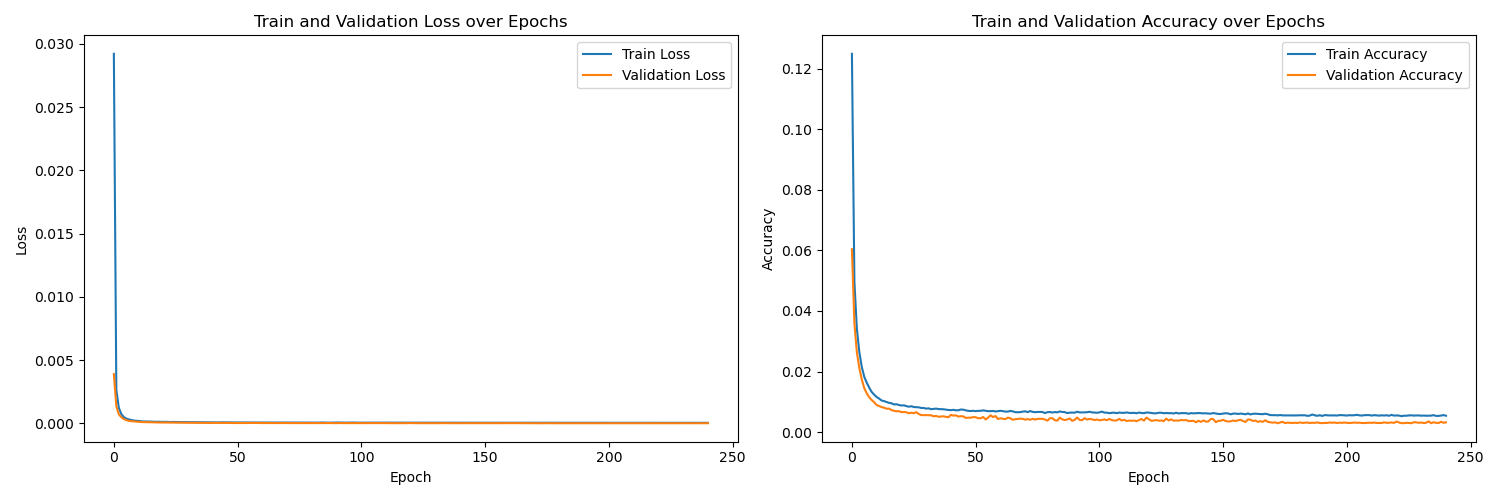 Train and Validation Loss over Epochs
0.030
0.025
0.020
0.015
0.010
0.005
0.000
Loss
0
50
100
150
200
250
Epoch
Train Loss
Validation Loss
Train and Validation Accuracy over Epochs
0.12
0.10
0.08
0.06
0.04
0.02
0.00
Accuracy
0
50
100
150
200
250
Epoch
Train Accuracy
Validation Accuracy